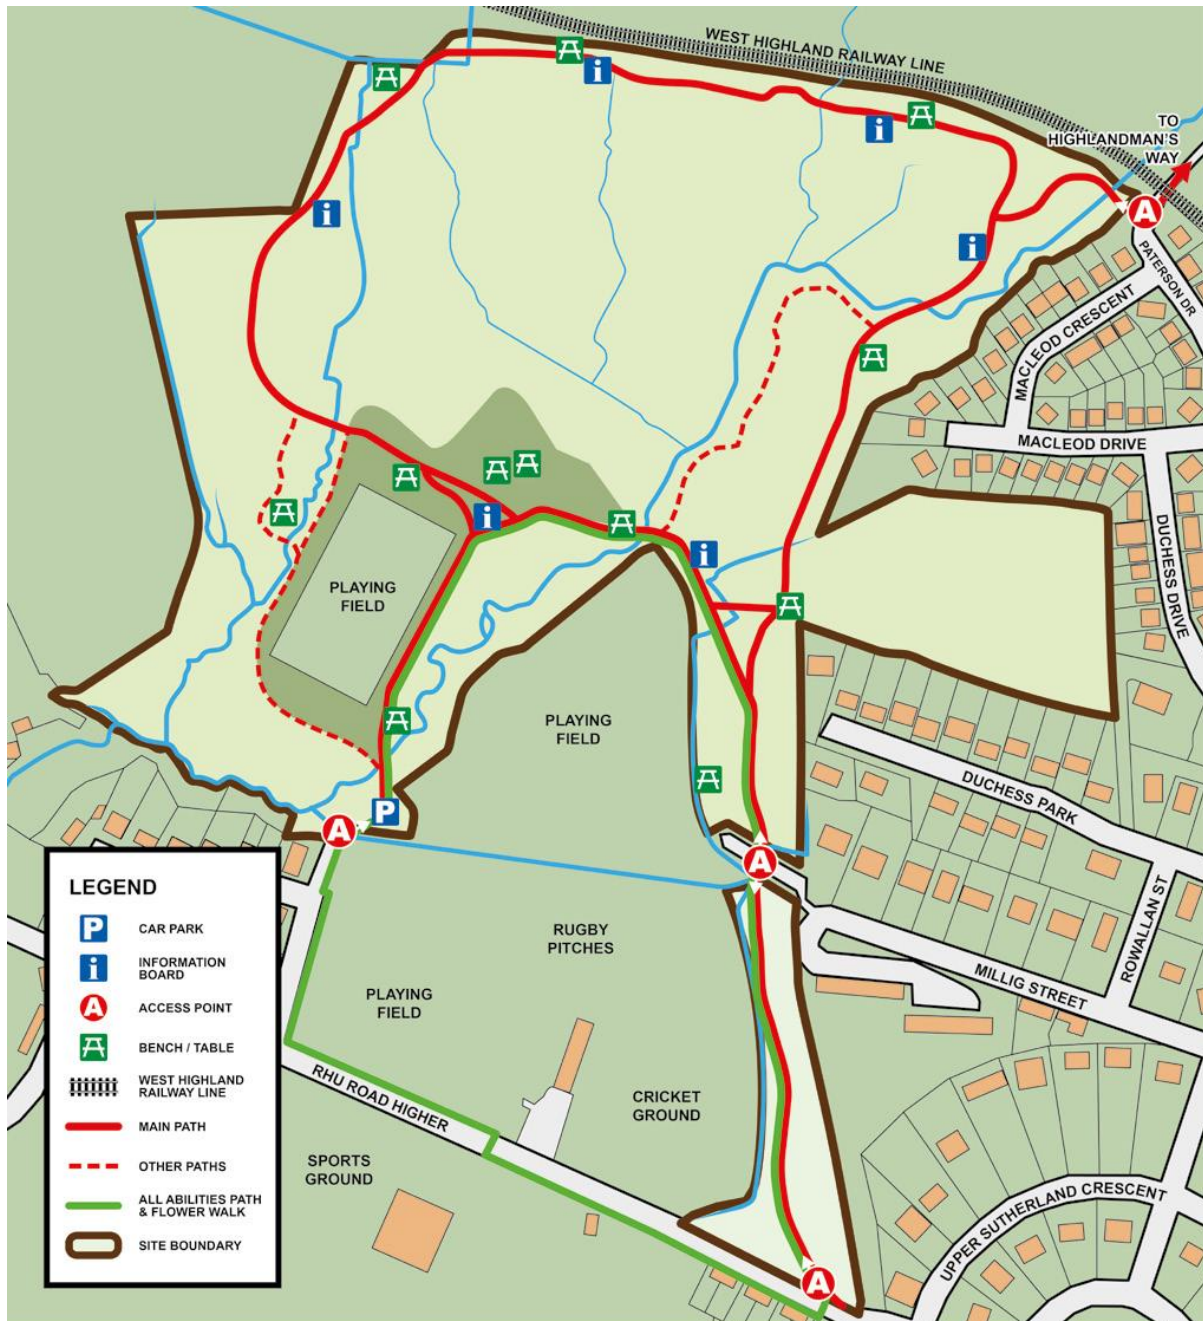 WEST HIGHLAND RAILWAY LINE
TO
HIGHLANDMAN'S
WAY
i
i
i
i
A
PATERSON DR
MACLEOD CRESCENT
MACLEOD DRIVE
DUCHESS DRIVE
i
i
PLAYING
FIELD
PLAYING
FIELD
DUCHESS PARK
P
A
A
ROWALLAN ST
MILLIG STREET
RUGBY
PITCHES
PLAYING
FIELD
CRICKET
GROUND
RHU ROAD HIGHER
SPORTS
GROUND
UPPER SUTHERLAND CRESCENT
A
LEGEND
P CAR PARK
i INFORMATION
BOARD
A ACCESS POINT
BENCH / TABLE
WEST HIGHLAND
RAILWAY LINE
MAIN PATH
OTHER PATHS
ALL ABILITIES PATH
& FLOWER WALK
SITE BOUNDARY